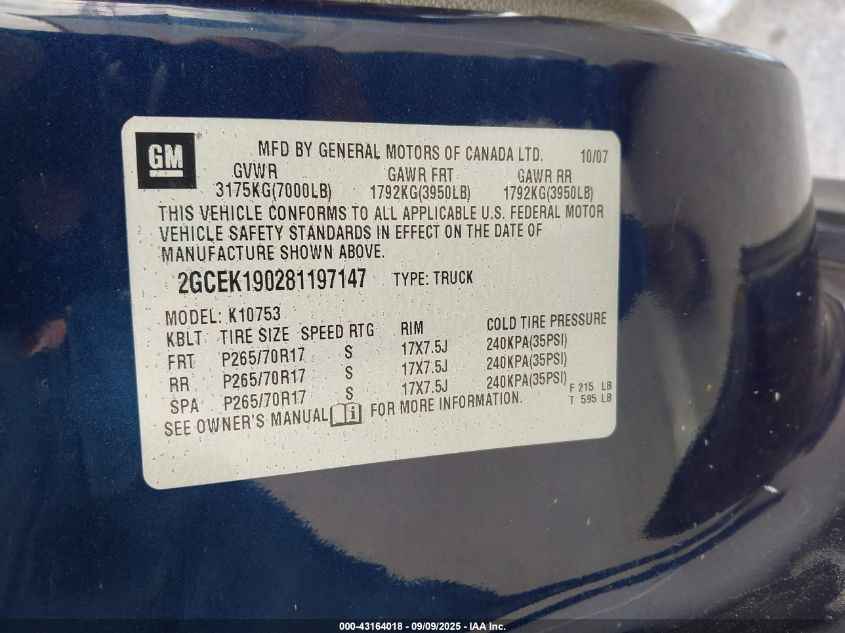 GM
MFD BY GENERAL MOTORS OF CANADA LTD. 10/07
GVWR GAWR FRT GAWR RR
3175KG(7000LB) 1792KG(3950LB) 1792KG(3950LB)
THIS VEHICLE CONFORMS TO ALL APPLICABLE U.S. FEDERAL MOTOR
VEHICLE SAFETY STANDARDS IN EFFECT ON THE DATE OF
MANUFACTURE SHOWN ABOVE.
2GCEK190281197147 TYPE: TRUCK
MODEL: K10753
KBLT TIRE SIZE SPEED RTG RIM COLD TIRE PRESSURE
FRT P265/70R17 S 17X7.5J 240KPA(35PSI)
RR P265/70R17 S 17X7.5J 240KPA(35PSI)
SPA P265/70R17 S 17X7.5J 240KPA(35PSI)
F 215 LB
T 595 LB
SEE OWNER'S MANUAL i FOR MORE INFORMATION.
000-43164018 - 09/09/2025 - IAA Inc.